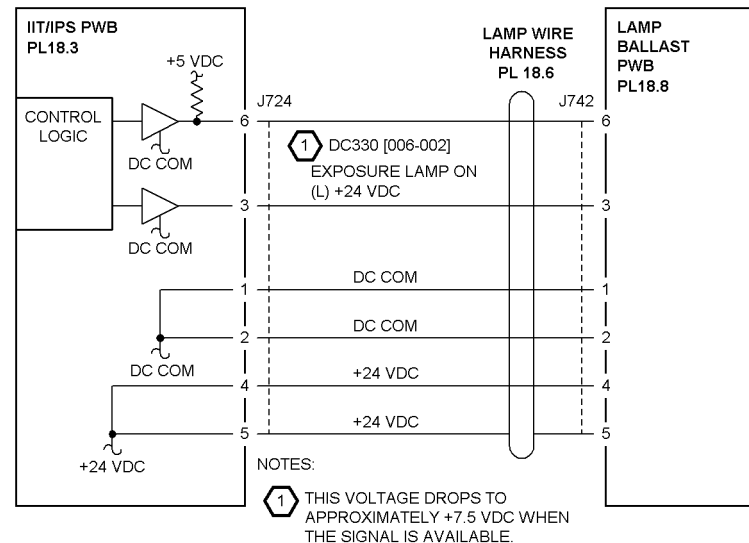 IIT/IPS PWB
PL18.3
+5 VDC
LAMP WIRE
HARNESS
PL 18.6
LAMP
BALLAST
PWB
PL18.8
CONTROL
LOGIC
J724
J742
6
6
DC COM
1
DC330 [006-002]
EXPOSURE LAMP ON
(L) +24 VDC
3
3
DC COM
DC COM
1
1
DC COM
2
2
DC COM
+24 VDC
4
4
+24 VDC
5
5
+24 VDC
NOTES:
1
THIS VOLTAGE DROPS TO
APPROXIMATELY +7.5 VDC WHEN
THE SIGNAL IS AVAILABLE.